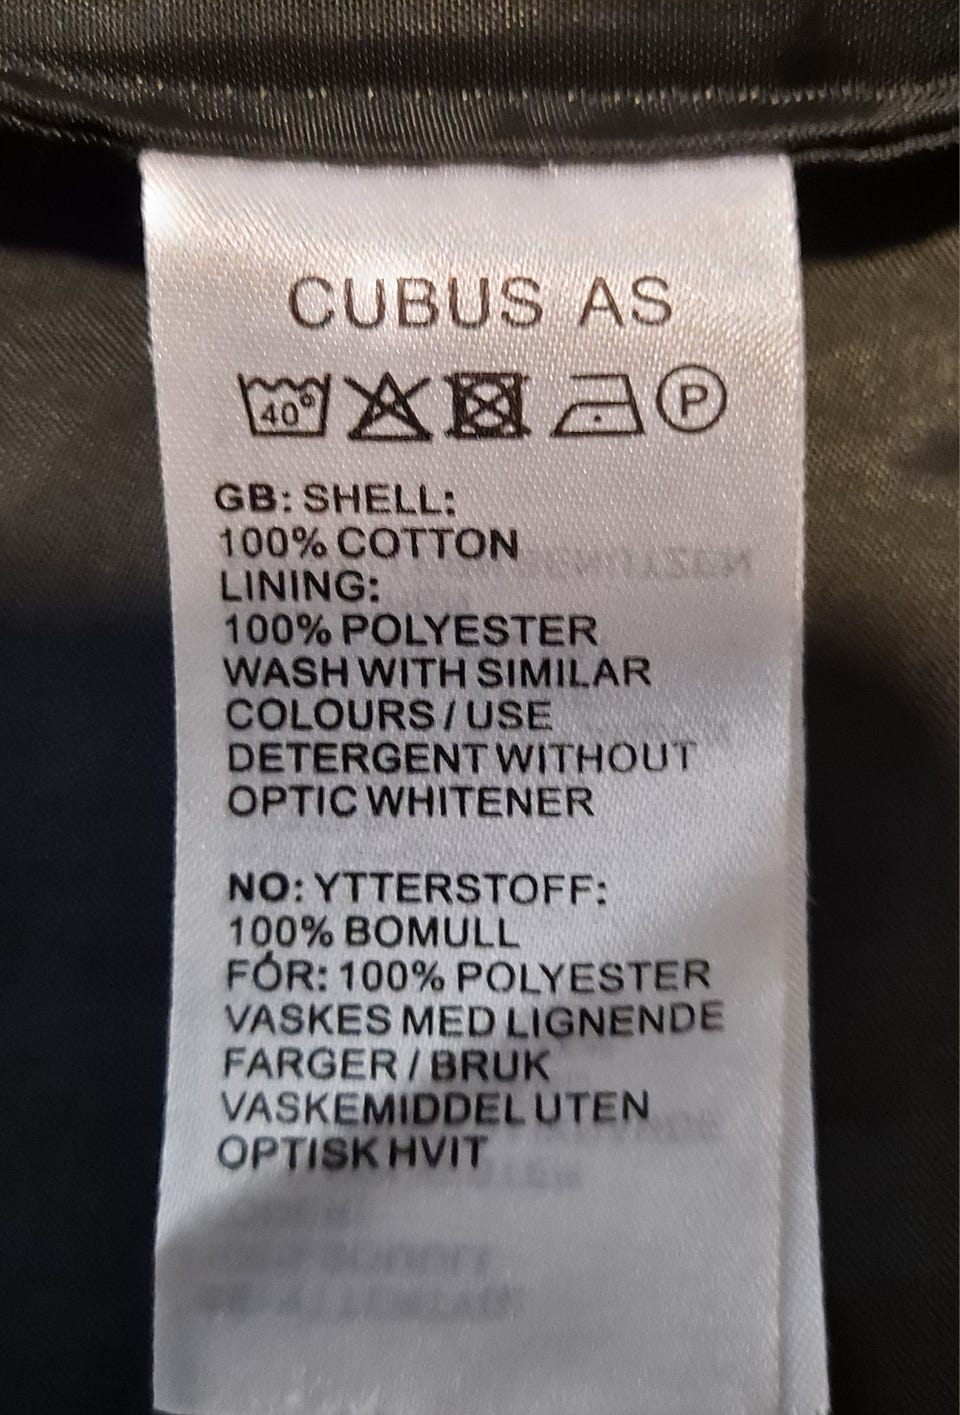 CUBUS AS
40°
P
GB: SHELL:
100% COTTON
LINING:
100% POLYESTER
WASH WITH SIMILAR
COLOURS / USE
DETERGENT WITHOUT
OPTIC WHITENER
NO: YTTERSTOFF:
100% BOMULL
FÓR: 100% POLYESTER
VASKES MED LIGNENDE
FARGER / BRUK
VASKEMIDDEL UTEN
OPTISK HVIT